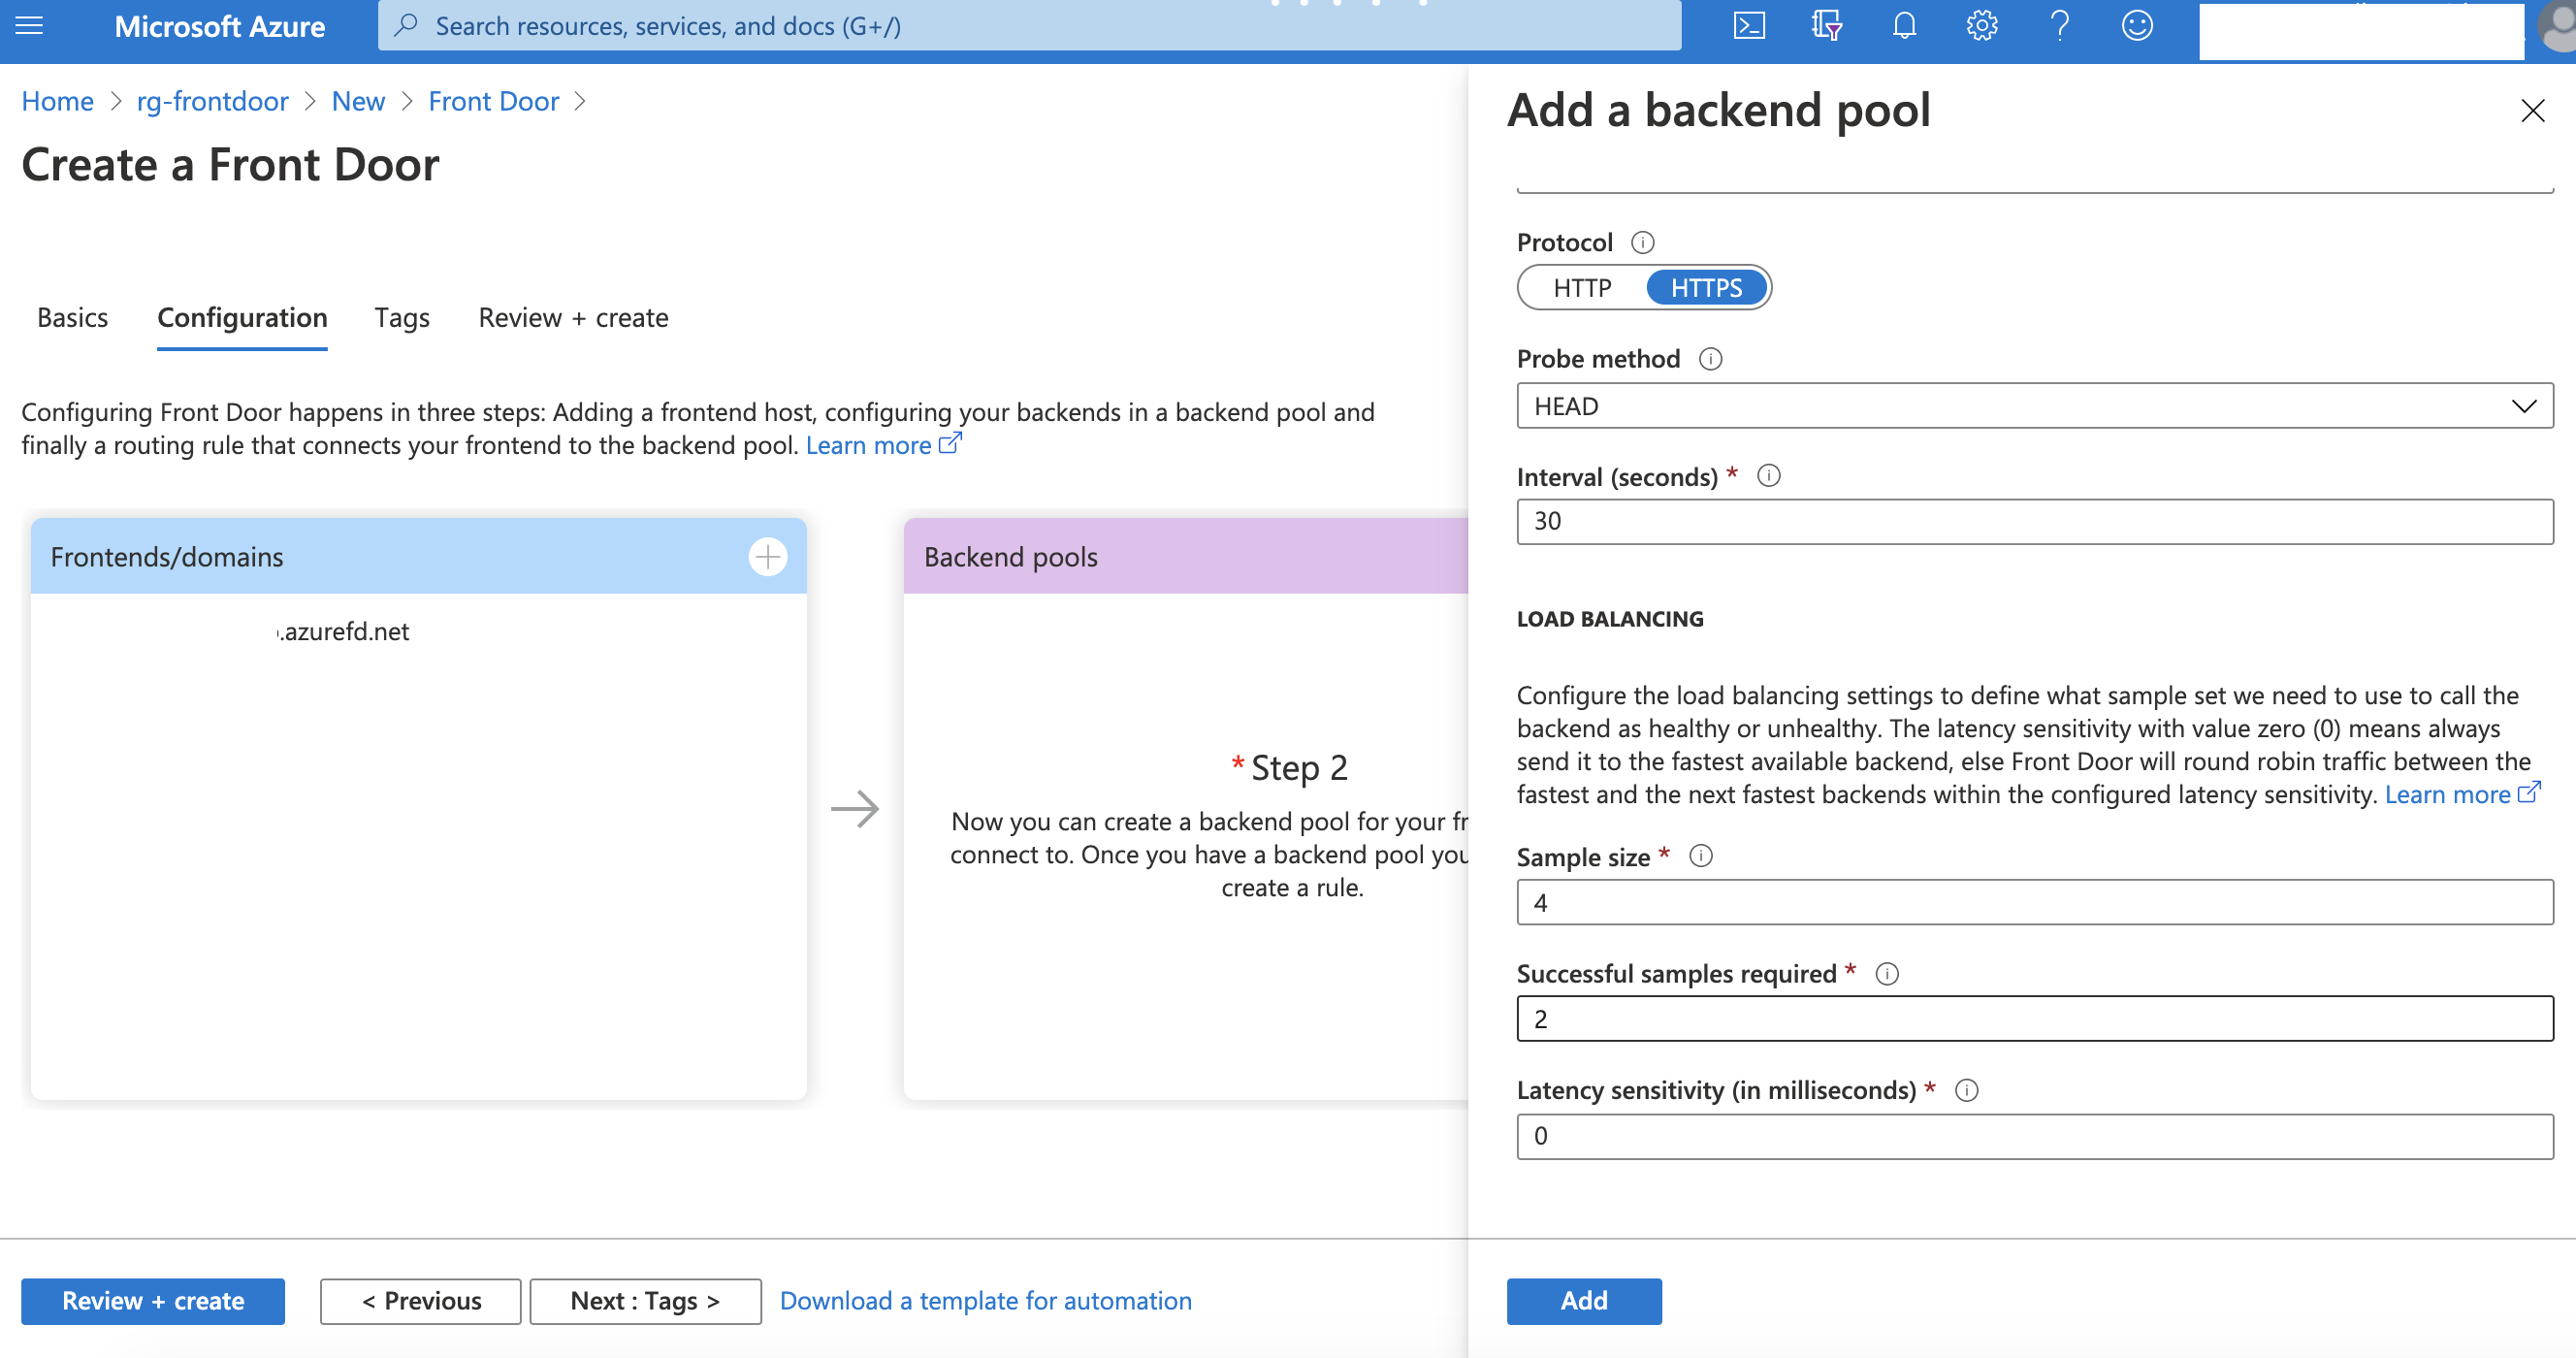 Microsoft Azure
Search resources, services, and docs (G+/)
Home > rg-frontdoor > New > Front Door >
Create a Front Door
Basics Configuration Tags Review + create
Configuring Front Door happens in three steps: Adding a frontend host, configuring your backends in a backend pool and
finally a routing rule that connects your frontend to the backend pool. Learn more
Frontends/domains
.azurefd.net
Backend pools
* Step 2
Now you can create a backend pool for your fr
connect to. Once you have a backend pool you
create a rule.
Review + create
< Previous
Next : Tags >
Download a template for automation
Add a backend pool
Protocol
HTTP HTTPS
Probe method
HEAD
Interval (seconds) *
30
LOAD BALANCING
Configure the load balancing settings to define what sample set we need to use to call the
backend as healthy or unhealthy. The latency sensitivity with value zero (0) means always
send it to the fastest available backend, else Front Door will round robin traffic between the
fastest and the next fastest backends within the configured latency sensitivity. Learn more
Sample size *
4
Successful samples required *
2
Latency sensitivity (in milliseconds) *
0
Add